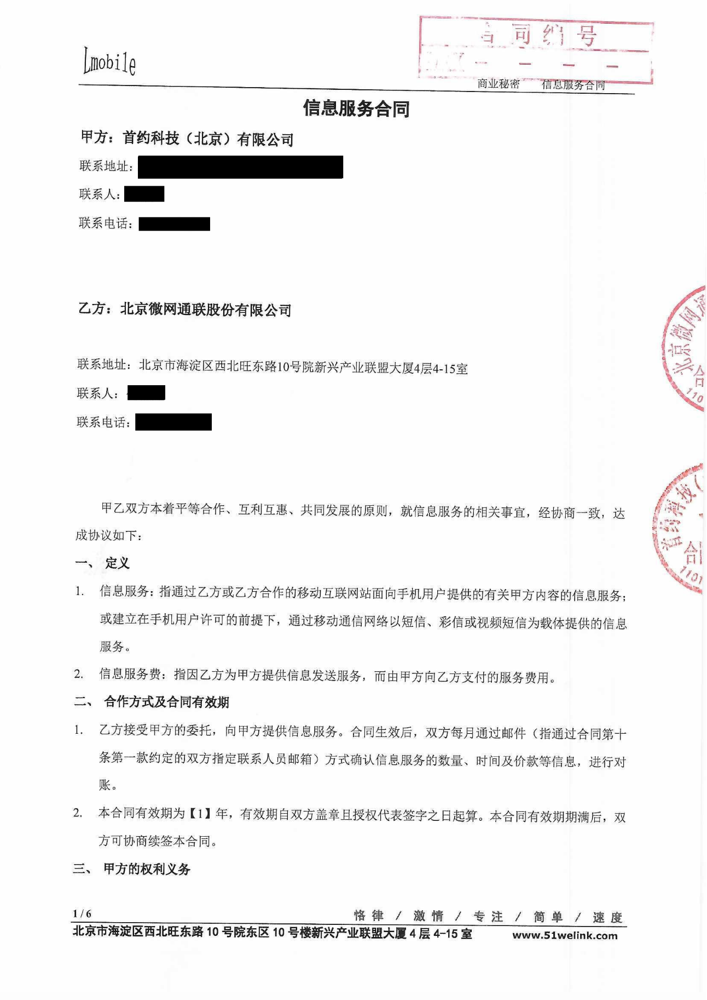 合同编号
Lmobile
商业秘密 信息服务合同
信息服务合同
甲方：首约科技（北京）有限公司
联系地址：
联系人：
联系电话：
乙方：北京微网通联股份有限公司
联系地址：北京市海淀区西北旺东路10号院新兴产业联盟大厦4层4-15室
联系人：
联系电话：
甲乙双方本着平等合作、互利互惠、共同发展的原则，就信息服务的相关事宜，经协商一致，达
成协议如下：
一、 定义
1. 信息服务：指通过乙方或乙方合作的移动互联网站面向手机用户提供的有关甲方内容的信息服务；
或建立在手机用户许可的前提下，通过移动通信网络以短信、彩信或视频短信为载体提供的信息
服务。
2. 信息服务费：指因乙方为甲方提供信息发送服务，而由甲方向乙方支付的服务费用。
二、 合作方式及合同有效期
1. 乙方接受甲方的委托，向甲方提供信息服务。合同生效后，双方每月通过邮件（指通过合同第十
条第一款约定的双方指定联系人员邮箱）方式确认信息服务的数量、时间及价款等信息，进行对
账。
2. 本合同有效期为【1】年，有效期自双方盖章且授权代表签字之日起算。本合同有效期期满后，双
方可协商续签本合同。
三、 甲方的权利义务
北京微网通
合
110
首约科技（
合
1101
1 / 6 恪律 / 激情 / 专注 / 简单 / 速度
北京市海淀区西北旺东路 10 号院东区 10 号楼新兴产业联盟大厦 4 层 4-15 室 www.51welink.com